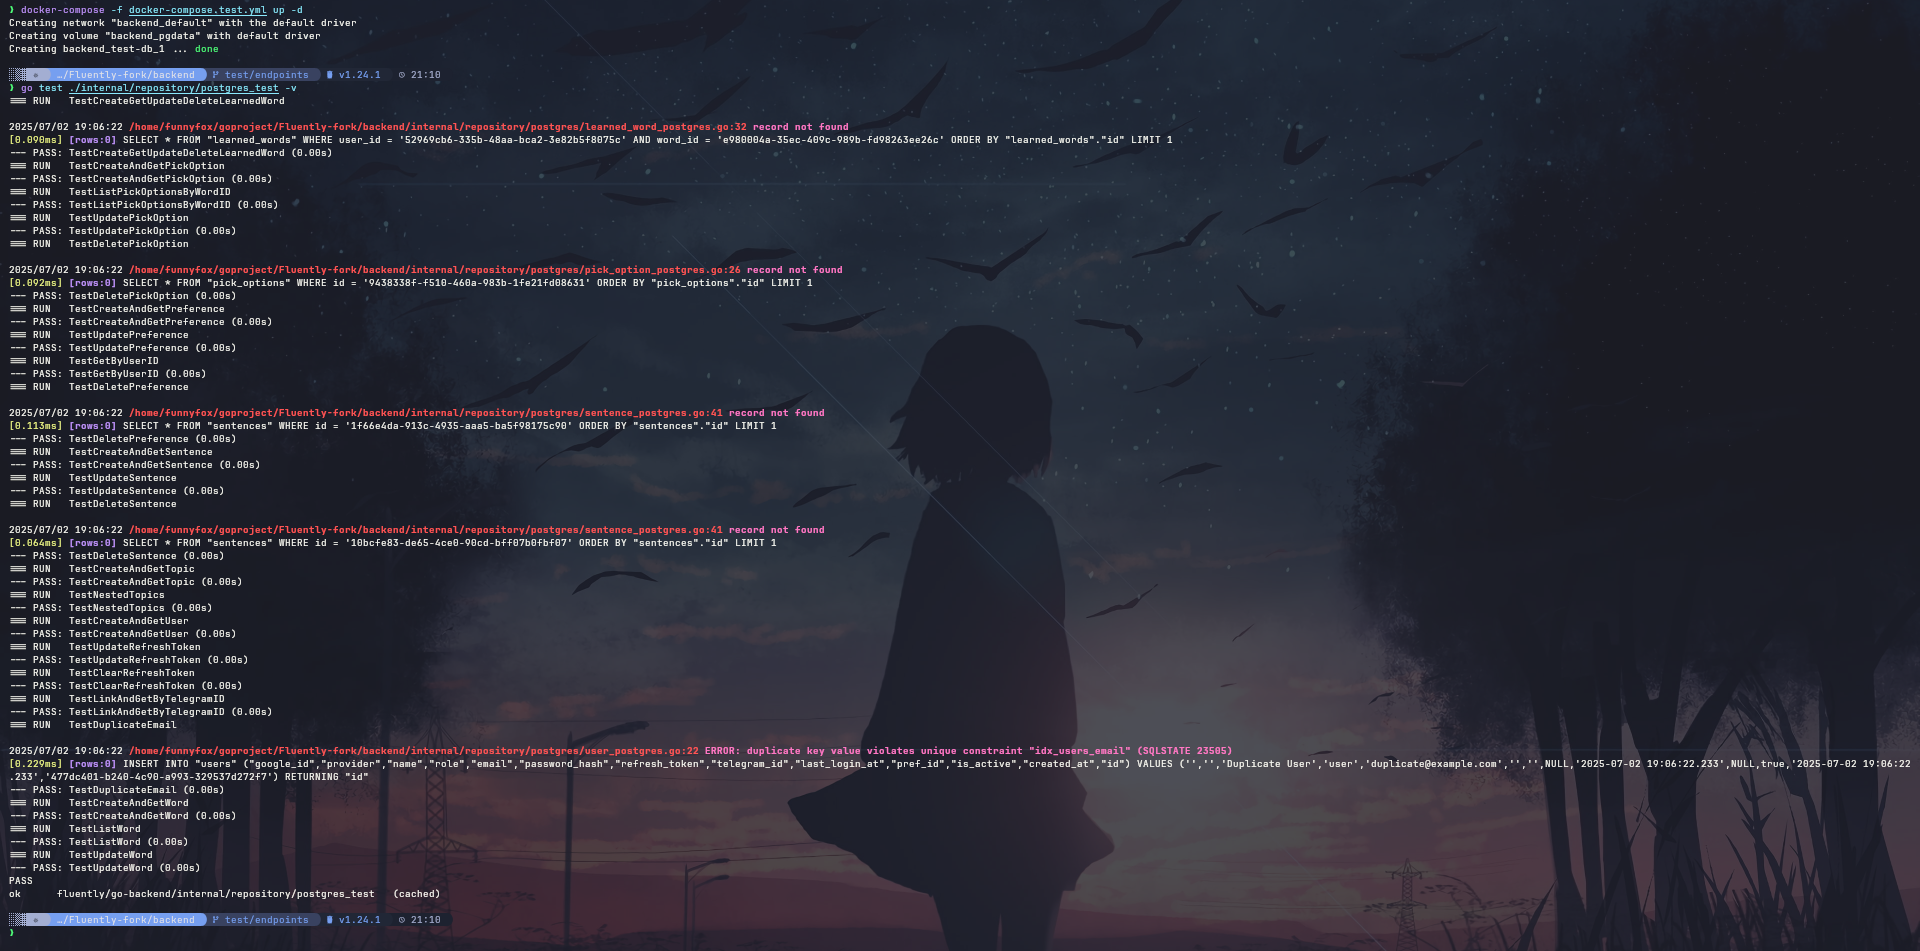 ❯ docker-compose -f docker-compose.test.yml up -d
Creating network "backend_default" with the default driver
Creating volume "backend_pgdata" with default driver
Creating backend_test-db_1 ... done
…/Fluently-fork/backend test/endpoints v1.24.1 21:10
❯ go test ./internal/repository/postgres_test -v
=== RUN TestCreateGetUpdateDeleteLearnedWord
2025/07/02 19:06:22 /home/funnyfox/goproject/Fluently-fork/backend/internal/repository/postgres/learned_word_postgres.go:32 record not found
[0.090ms] [rows:0] SELECT * FROM "learned_words" WHERE user_id = '52969cb6-335b-48aa-bca2-3e82b5f8075c' AND word_id = 'e980004a-35ec-409c-989b-fd98263ee26c' ORDER BY "learned_words"."id" LIMIT 1
--- PASS: TestCreateGetUpdateDeleteLearnedWord (0.00s)
=== RUN TestCreateAndGetPickOption
--- PASS: TestCreateAndGetPickOption (0.00s)
=== RUN TestListPickOptionsByWordID
--- PASS: TestListPickOptionsByWordID (0.00s)
=== RUN TestUpdatePickOption
--- PASS: TestUpdatePickOption (0.00s)
=== RUN TestDeletePickOption
2025/07/02 19:06:22 /home/funnyfox/goproject/Fluently-fork/backend/internal/repository/postgres/pick_option_postgres.go:26 record not found
[0.092ms] [rows:0] SELECT * FROM "pick_options" WHERE id = '9438338f-f510-460a-983b-1fe21fd08631' ORDER BY "pick_options"."id" LIMIT 1
--- PASS: TestDeletePickOption (0.00s)
=== RUN TestCreateAndGetPreference
--- PASS: TestCreateAndGetPreference (0.00s)
=== RUN TestUpdatePreference
--- PASS: TestUpdatePreference (0.00s)
=== RUN TestGetByUserID
--- PASS: TestGetByUserID (0.00s)
=== RUN TestDeletePreference
2025/07/02 19:06:22 /home/funnyfox/goproject/Fluently-fork/backend/internal/repository/postgres/sentence_postgres.go:41 record not found
[0.113ms] [rows:0] SELECT * FROM "sentences" WHERE id = '1f66e4da-913c-4935-aaa5-ba5f98175c90' ORDER BY "sentences"."id" LIMIT 1
--- PASS: TestDeletePreference (0.00s)
=== RUN TestCreateAndGetSentence
--- PASS: TestCreateAndGetSentence (0.00s)
=== RUN TestUpdateSentence
--- PASS: TestUpdateSentence (0.00s)
=== RUN TestDeleteSentence
2025/07/02 19:06:22 /home/funnyfox/goproject/Fluently-fork/backend/internal/repository/postgres/sentence_postgres.go:41 record not found
[0.064ms] [rows:0] SELECT * FROM "sentences" WHERE id = '10bcfe83-de65-4ce0-90cd-bff07b0fbf07' ORDER BY "sentences"."id" LIMIT 1
--- PASS: TestDeleteSentence (0.00s)
=== RUN TestCreateAndGetTopic
--- PASS: TestCreateAndGetTopic (0.00s)
=== RUN TestNestedTopics
--- PASS: TestNestedTopics (0.00s)
=== RUN TestCreateAndGetUser
--- PASS: TestCreateAndGetUser (0.00s)
=== RUN TestUpdateRefreshToken
--- PASS: TestUpdateRefreshToken (0.00s)
=== RUN TestClearRefreshToken
--- PASS: TestClearRefreshToken (0.00s)
=== RUN TestLinkAndGetByTelegramID
--- PASS: TestLinkAndGetByTelegramID (0.00s)
=== RUN TestDuplicateEmail
2025/07/02 19:06:22 /home/funnyfox/goproject/Fluently-fork/backend/internal/repository/postgres/user_postgres.go:22 ERROR: duplicate key value violates unique constraint "idx_users_email" (SQLSTATE 23505)
[0.229ms] [rows:0] INSERT INTO "users" ("google_id","provider","name","role","email","password_hash","refresh_token","telegram_id","last_login_at","pref_id","is_active","created_at","id") VALUES ('','','Duplicate User','user','duplicate@example.com','','',NULL,'2025-07-02 19:06:22.233',NULL,true,'2025-07-02 19:06:22
.233','477dc401-b240-4c90-a993-329537d272f7') RETURNING "id"
--- PASS: TestDuplicateEmail (0.00s)
=== RUN TestCreateAndGetWord
--- PASS: TestCreateAndGetWord (0.00s)
=== RUN TestListWord
--- PASS: TestListWord (0.00s)
=== RUN TestUpdateWord
--- PASS: TestUpdateWord (0.00s)
PASS
ok fluently/go-backend/internal/repository/postgres_test (cached)
…/Fluently-fork/backend test/endpoints v1.24.1 21:10
❯